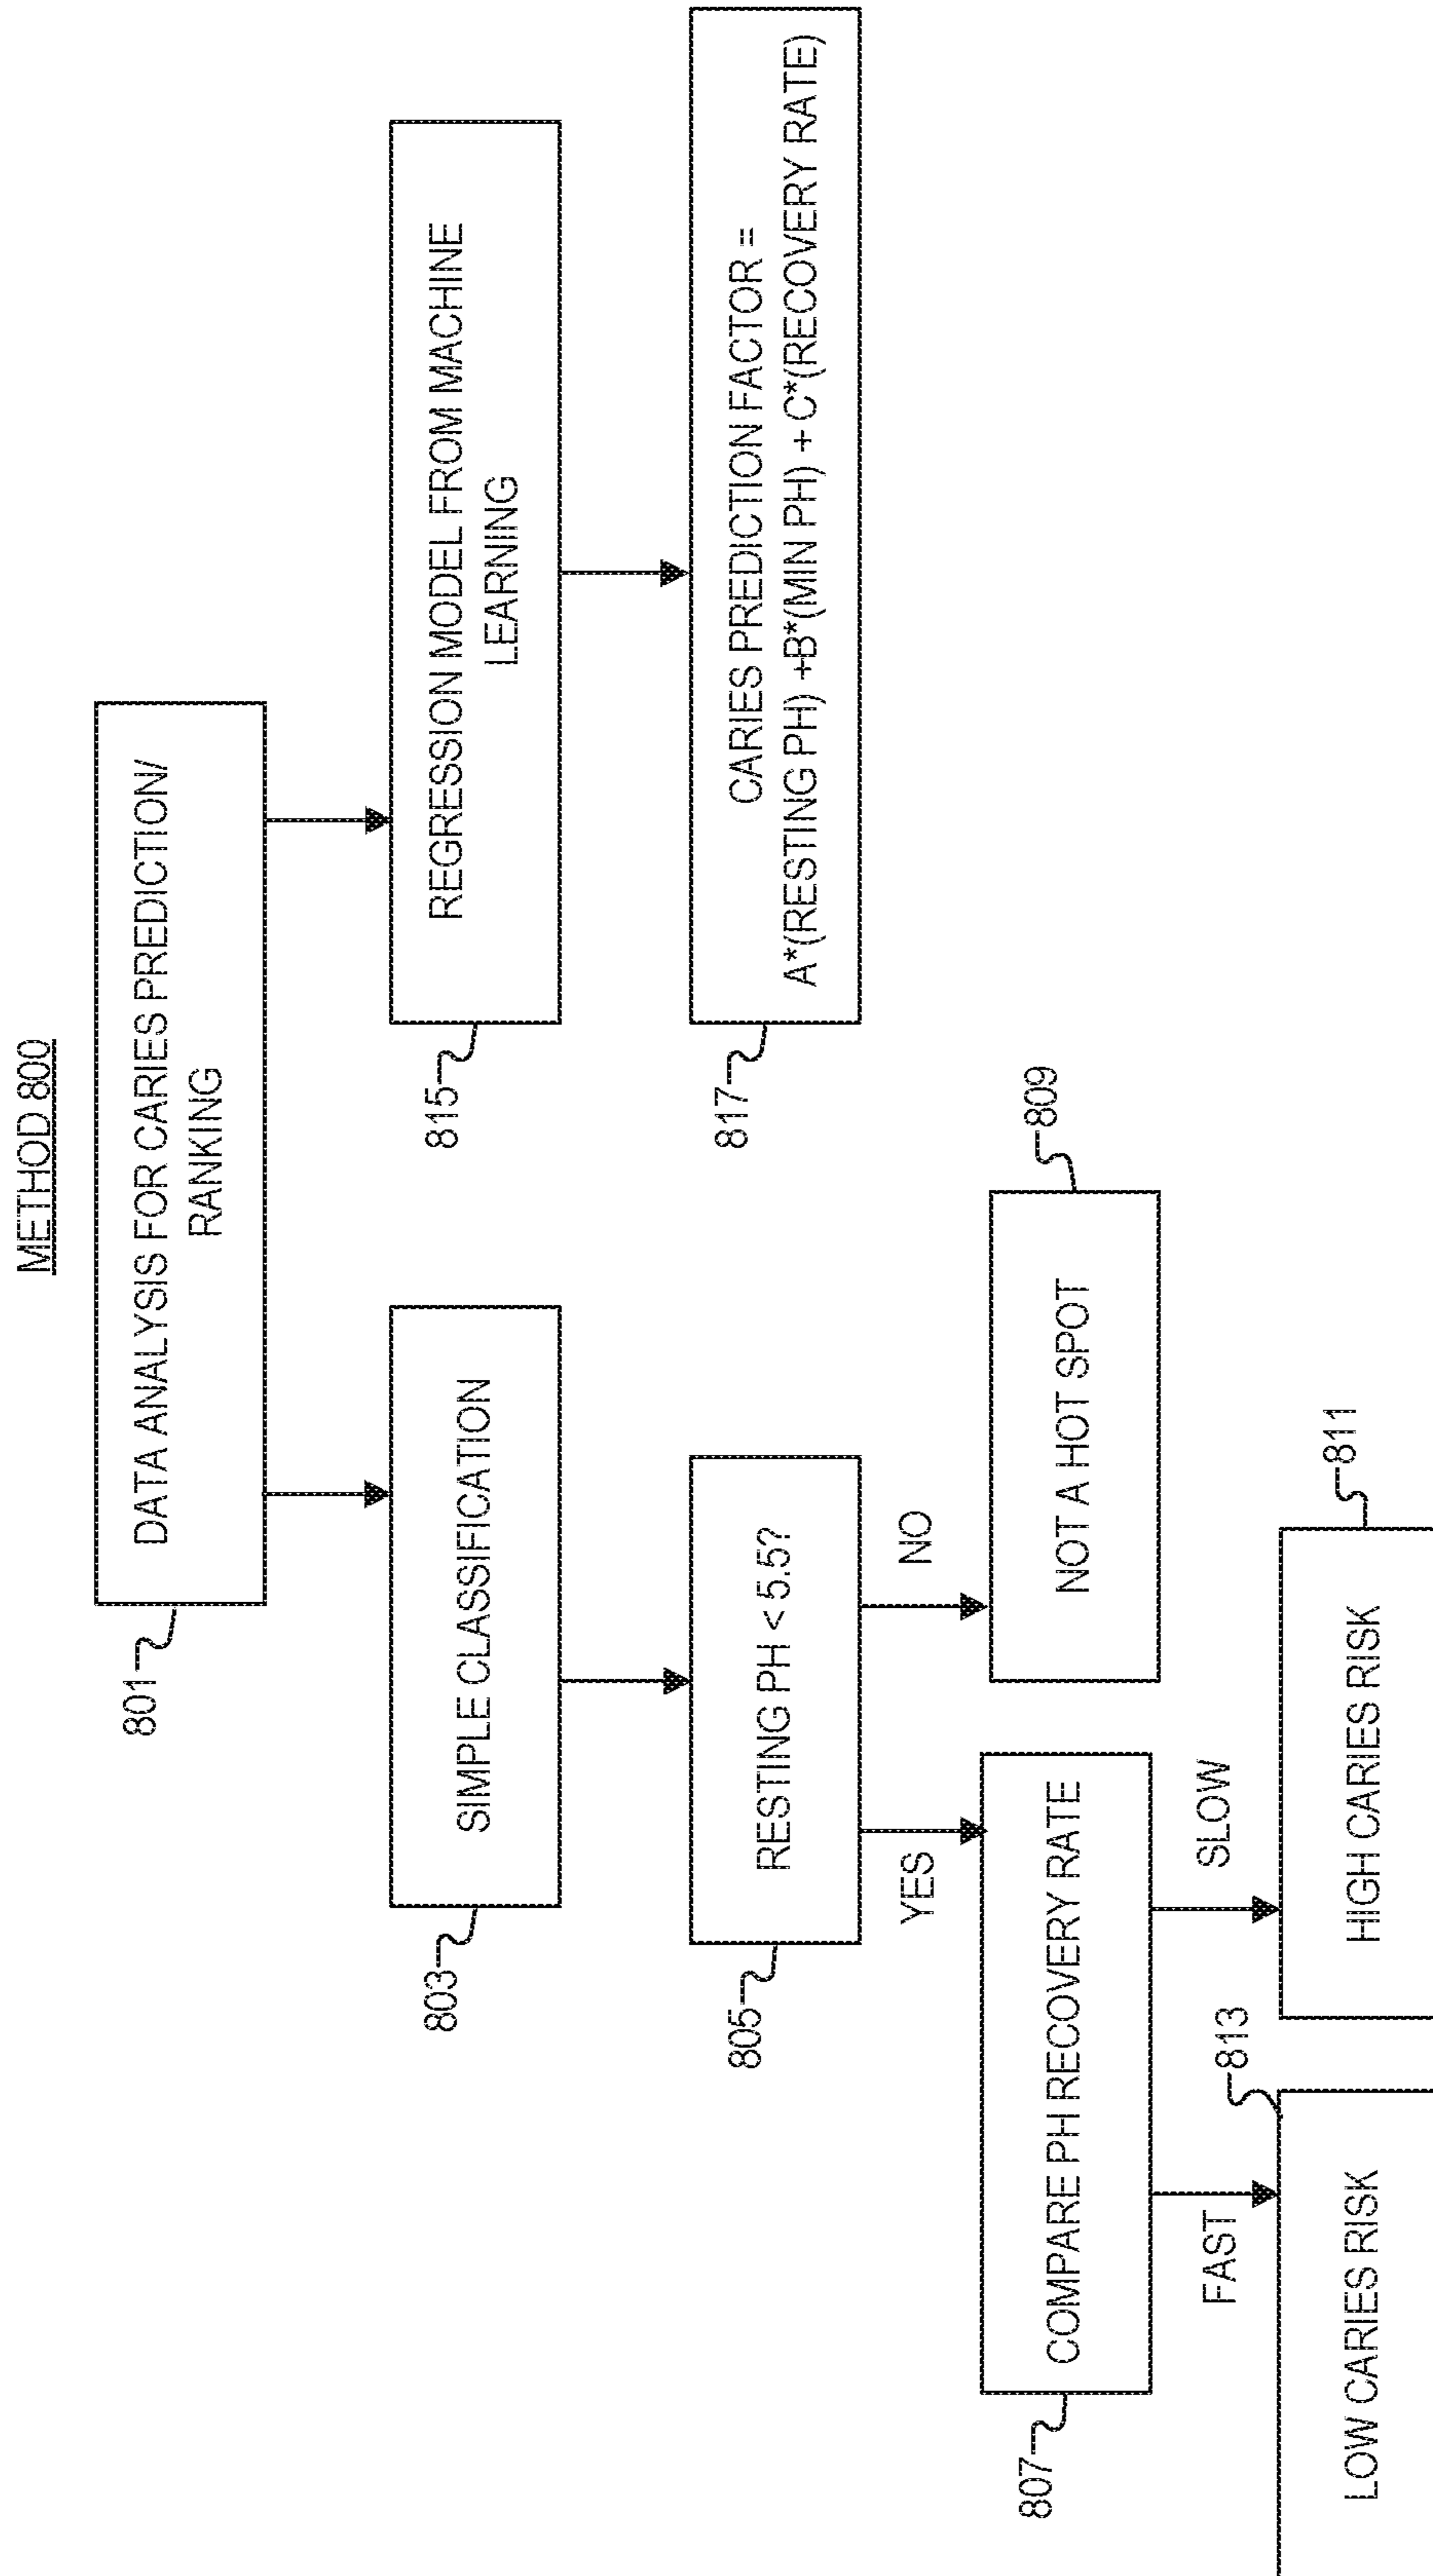 METHOD 800
801
DATA ANALYSIS FOR CARIES PREDICTION/
RANKING
803
SIMPLE CLASSIFICATION
815
REGRESSION MODEL FROM MACHINE
LEARNING
805
RESTING PH < 5.5?
817
CARIES PREDICTION FACTOR =
A*(RESTING PH) +B*(MIN PH) + C*(RECOVERY RATE)
YES
NO
807
COMPARE PH RECOVERY RATE
NOT A HOT SPOT
809
FAST
SLOW
813
811
LOW CARIES RISK
HIGH CARIES RISK